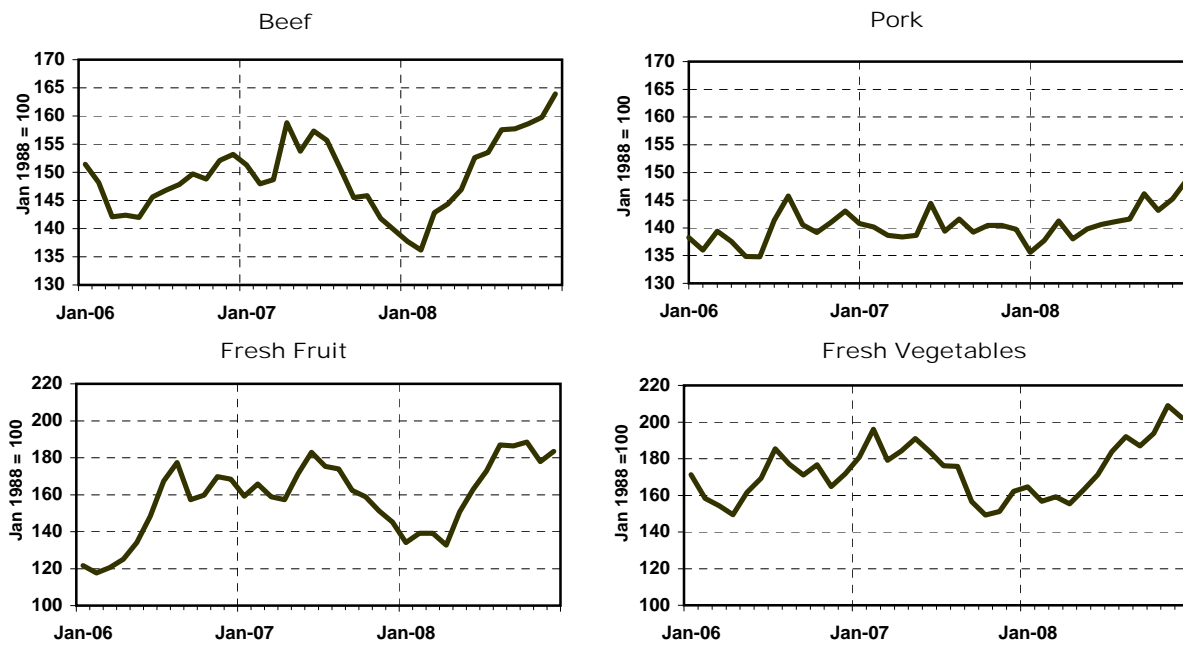 Beef
Jan 1988 = 100
170
165
160
155
150
145
140
135
130
Jan-06 Jan-07 Jan-08
Pork
Jan 1988 = 100
170
165
160
155
150
145
140
135
130
Jan-06 Jan-07 Jan-08
Fresh Fruit
Jan 1988 = 100
220
200
180
160
140
120
100
Jan-06 Jan-07 Jan-08
Fresh Vegetables
Jan 1988 =100
220
200
180
160
140
120
100
Jan-06 Jan-07 Jan-08